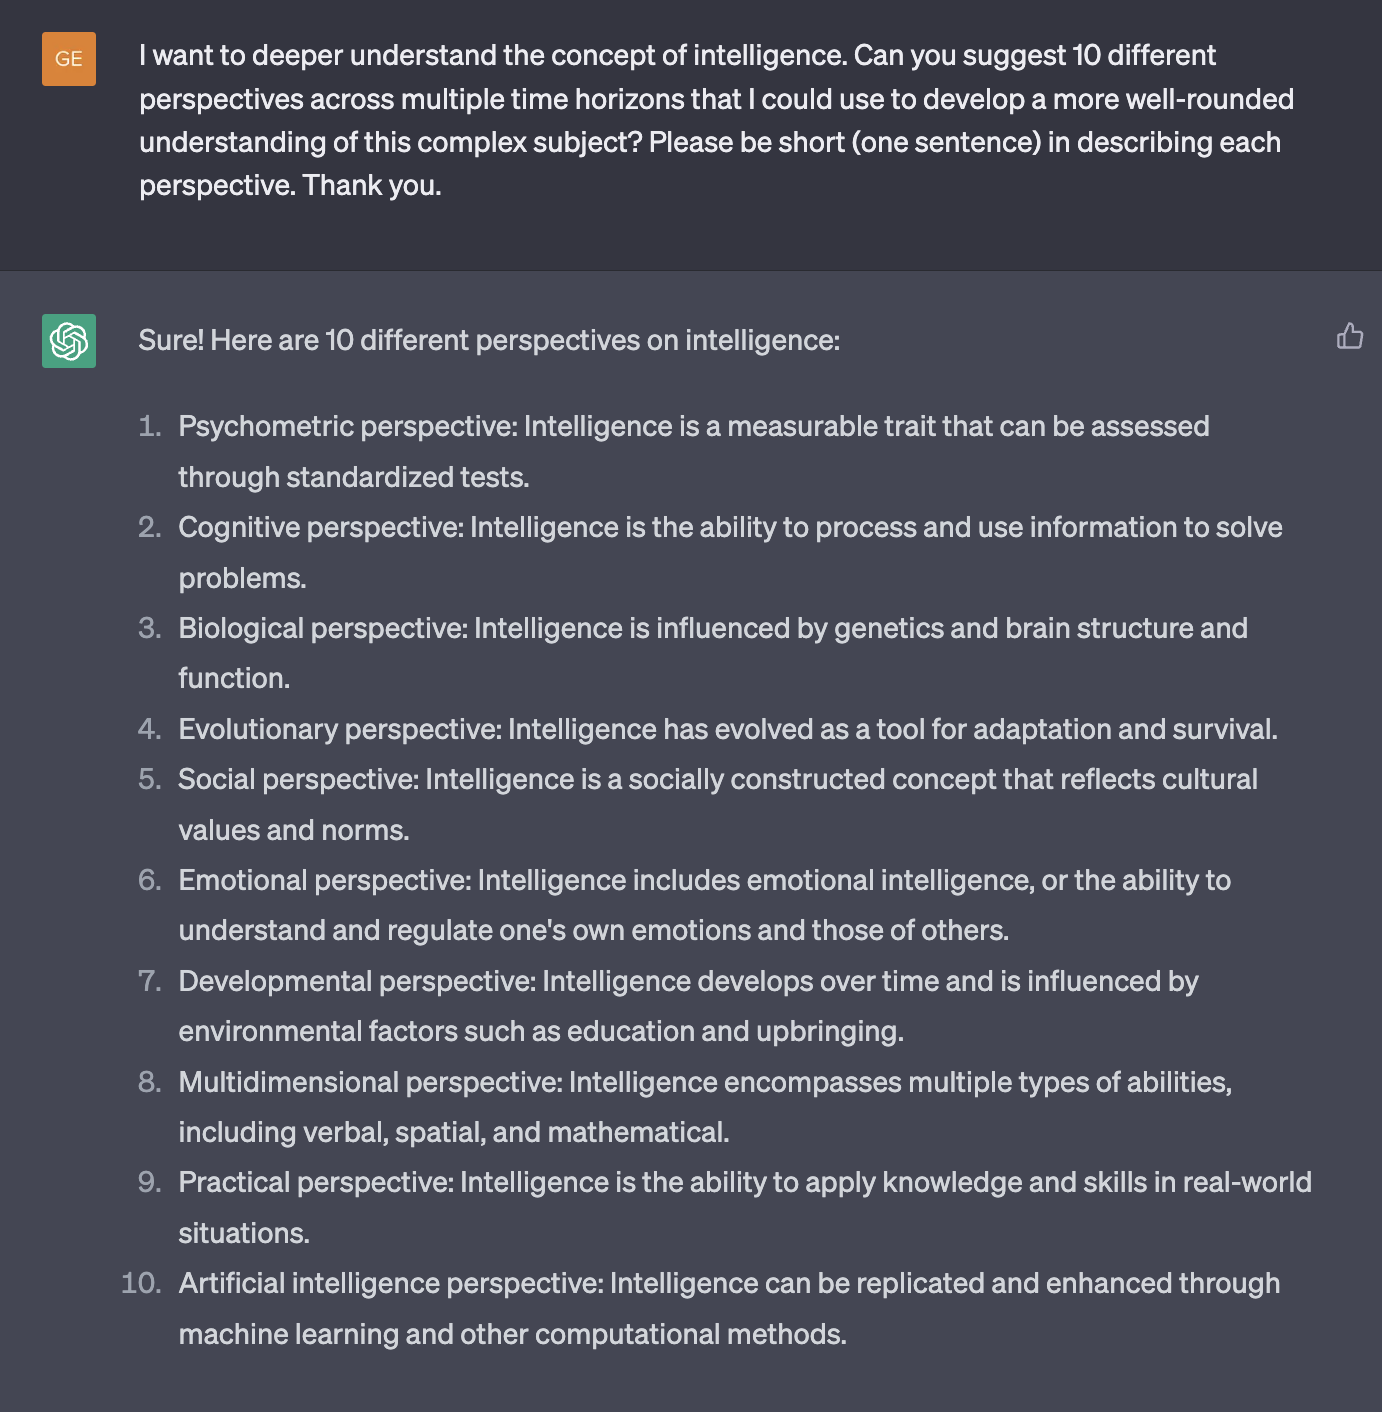 GE
I want to deeper understand the concept of intelligence. Can you suggest 10 different
perspectives across multiple time horizons that I could use to develop a more well-rounded
understanding of this complex subject? Please be short (one sentence) in describing each
perspective. Thank you.
Sure! Here are 10 different perspectives on intelligence:
1. Psychometric perspective: Intelligence is a measurable trait that can be assessed
through standardized tests.
2. Cognitive perspective: Intelligence is the ability to process and use information to solve
problems.
3. Biological perspective: Intelligence is influenced by genetics and brain structure and
function.
4. Evolutionary perspective: Intelligence has evolved as a tool for adaptation and survival.
5. Social perspective: Intelligence is a socially constructed concept that reflects cultural
values and norms.
6. Emotional perspective: Intelligence includes emotional intelligence, or the ability to
understand and regulate one's own emotions and those of others.
7. Developmental perspective: Intelligence develops over time and is influenced by
environmental factors such as education and upbringing.
8. Multidimensional perspective: Intelligence encompasses multiple types of abilities,
including verbal, spatial, and mathematical.
9. Practical perspective: Intelligence is the ability to apply knowledge and skills in real-world
situations.
10. Artificial intelligence perspective: Intelligence can be replicated and enhanced through
machine learning and other computational methods.